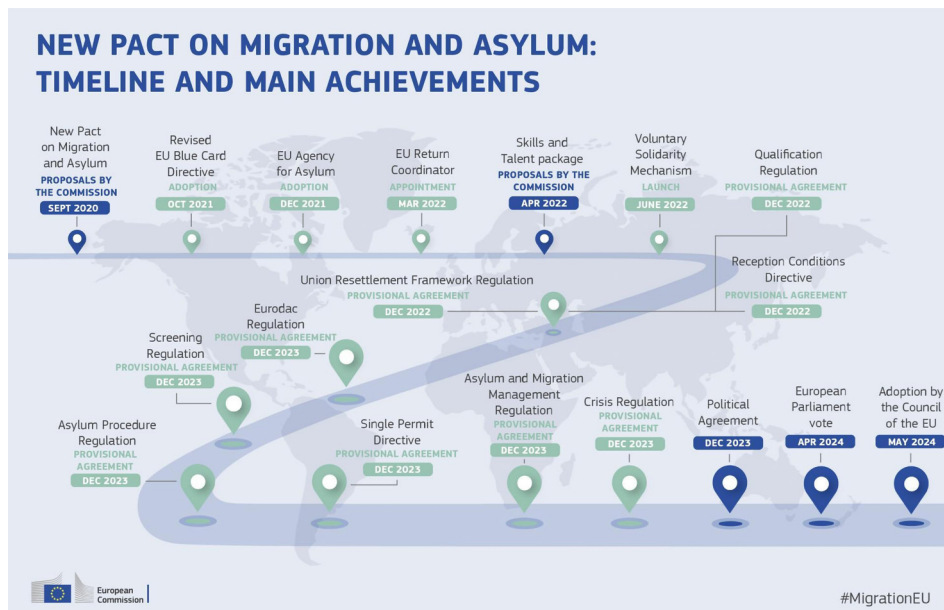 NEW PACT ON MIGRATION AND ASYLUM:
TIMELINE AND MAIN ACHIEVEMENTS
New Pact
on Migration
and Asylum
PROPOSALS BY
THE COMMISSION
SEPT 2020
Revised
EU Blue Card
Directive
ADOPTION
OCT 2021
EU Agency
for Asylum
ADOPTION
DEC 2021
EU Return
Coordinator
APPOINTMENT
MAR 2022
Skills and
Talent package
PROPOSALS BY THE
COMMISSION
APR 2022
Voluntary
Solidarity
Mechanism
LAUNCH
JUNE 2022
Qualification
Regulation
PROVISIONAL AGREEMENT
DEC 2022
Union Resettlement Framework Regulation
PROVISIONAL AGREEMENT
DEC 2022
Reception Conditions
Directive
PROVISIONAL AGREEMENT
DEC 2022
Eurodac
Regulation
PROVISIONAL AGREEMENT
DEC 2023
Screening
Regulation
PROVISIONAL AGREEMENT
DEC 2023
Asylum Procedure
Regulation
PROVISIONAL
AGREEMENT
DEC 2023
Single Permit
Directive
PROVISIONAL AGREEMENT
DEC 2023
Asylum and Migration
Management
Regulation
PROVISIONAL
AGREEMENT
DEC 2023
Crisis Regulation
PROVISIONAL
AGREEMENT
DEC 2023
Political
Agreement
DEC 2023
European
Parliament
vote
APR 2024
Adoption by
the Council
of the EU
MAY 2024
European
Commission
#MigrationEU